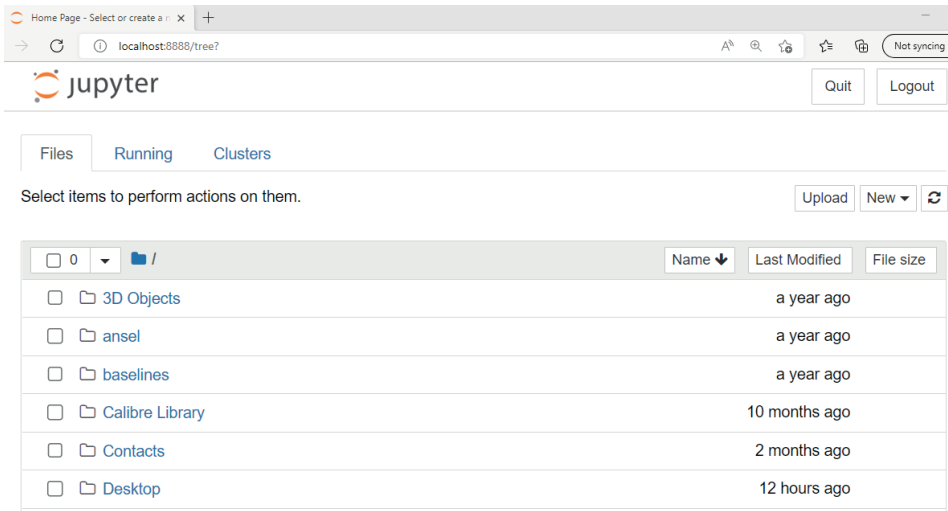 Home Page - Select or create a n
localhost:8888/tree?
Not syncing
jupyter
Quit
Logout
Files
Running
Clusters
Select items to perform actions on them.
Upload
New
0
/
Name
Last Modified
File size
3D Objects a year ago
ansel a year ago
baselines a year ago
Calibre Library 10 months ago
Contacts 2 months ago
Desktop 12 hours ago